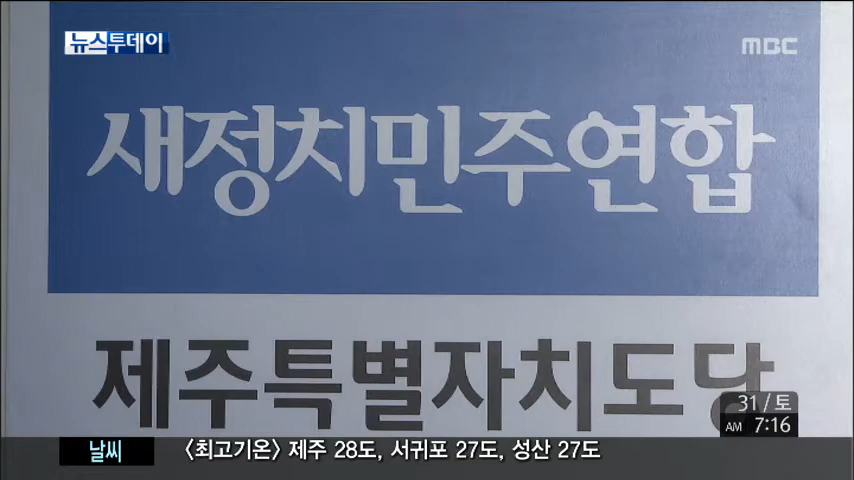 뉴스투데이
MBC
새정치민주연합
제주특별자치도당
31 / 토
AM 7:16
날씨
〈최고기온〉 제주 28도, 서귀포 27도, 성산 27도